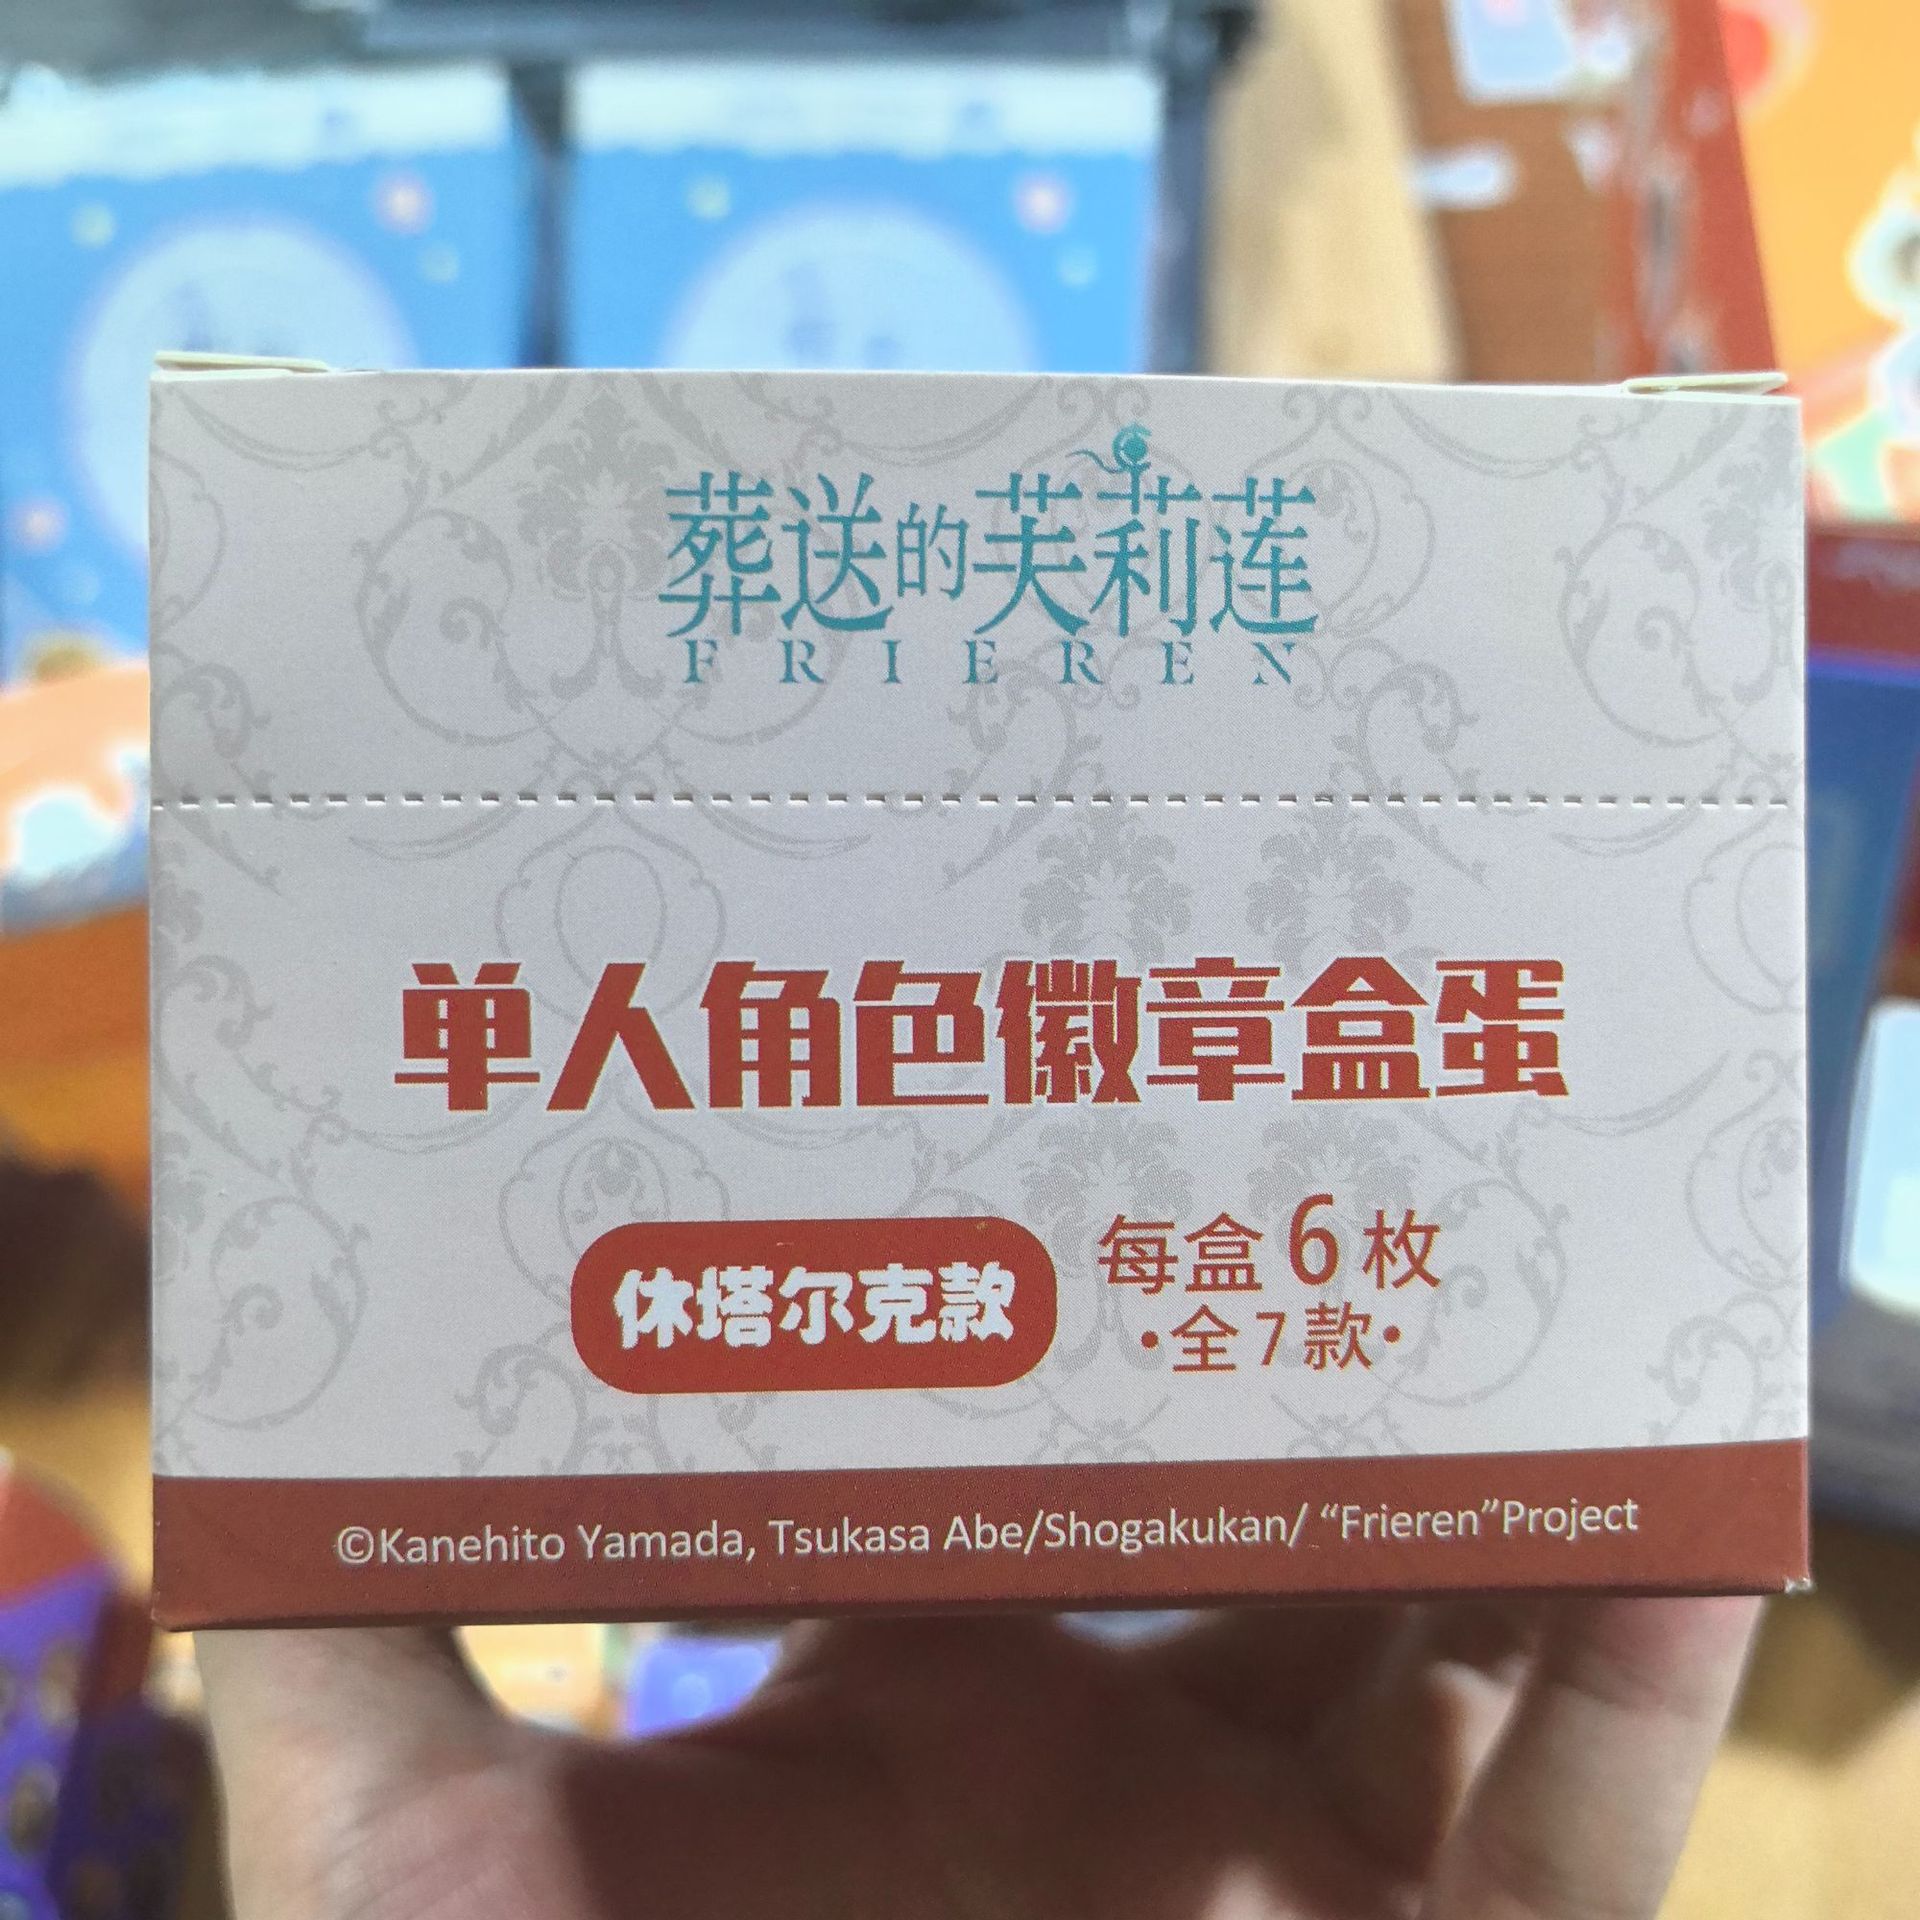 葬送的芙莉莲
FRIEREN
单人角色徽章盒蛋
休塔尔克款
每盒6枚
·全7款·
©Kanehito Yamada, Tsukasa Abe/Shogakukan/ “Frieren”Project